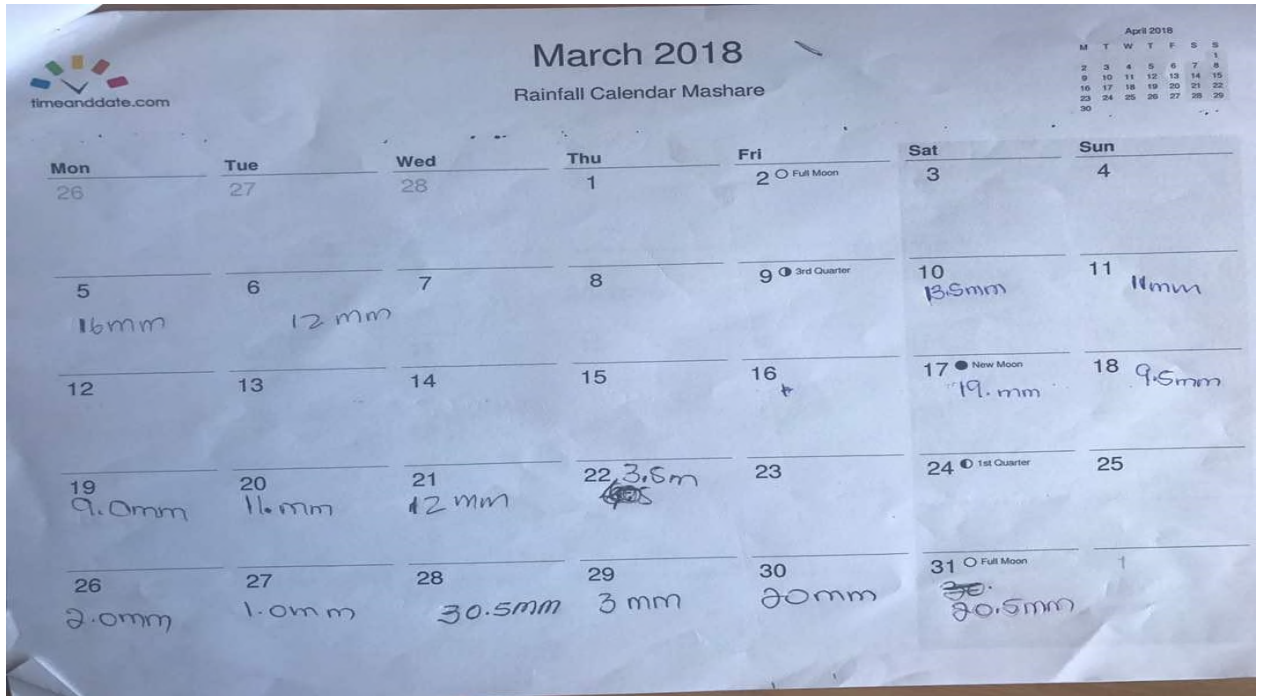 timeanddate.com
March 2018
Rainfall Calendar Mashare
April 2018
M T W T F S S
1
2 3 4 5 6 7 8
9 10 11 12 13 14 15
16 17 18 19 20 21 22
23 24 25 26 27 28 29
30
Mon Tue Wed Thu Fri Sat Sun
26 27 28 1 2 Full Moon 3 4
5 6 7 8 9 3rd Quarter 10 11
16mm 12 mm 13.5mm 11mm
12 13 14 15 16 17 New Moon 18
19. mm 9.5mm
19 20 21 22 3.5m 23 24 1st Quarter 25
9.0mm 11.mm 12 mm
26 27 28 29 30 31 Full Moon 1
2.0mm 1.0mm 30.5mm 3 mm 20mm 20.5mm